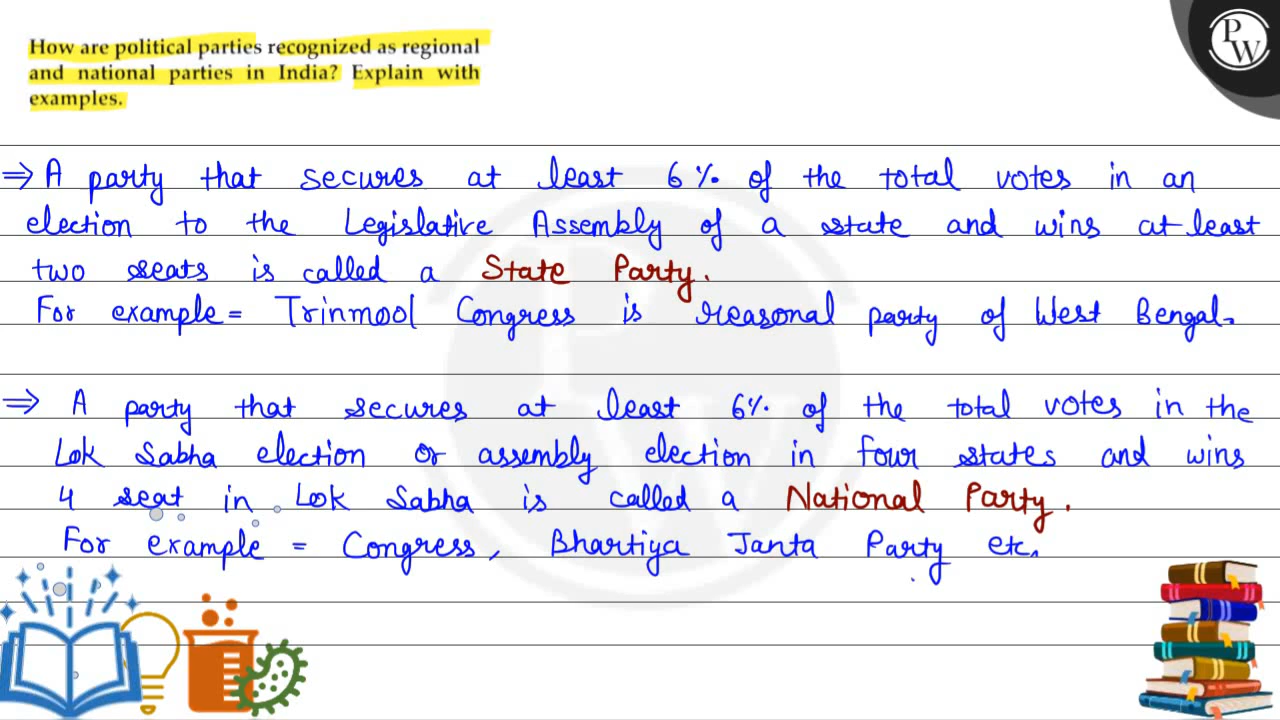 How are political parties recognized as regional
and national parties in India? Explain with
examples.
PW
⇒ A party that secures at least 6% of the total votes in an
election to the Legislative Assembly of a state and wins at least
two seats is called a State Party.
For example = Trinmool Congress is reasonal party of West Bengal.
⇒ A party that secures at least 6% of the total votes in the
Lok Sabha election or assembly election in four states and wins
4 seat in Lok Sabha is called a National Party.
For example = Congress, Bhartiya Janta Party etc.